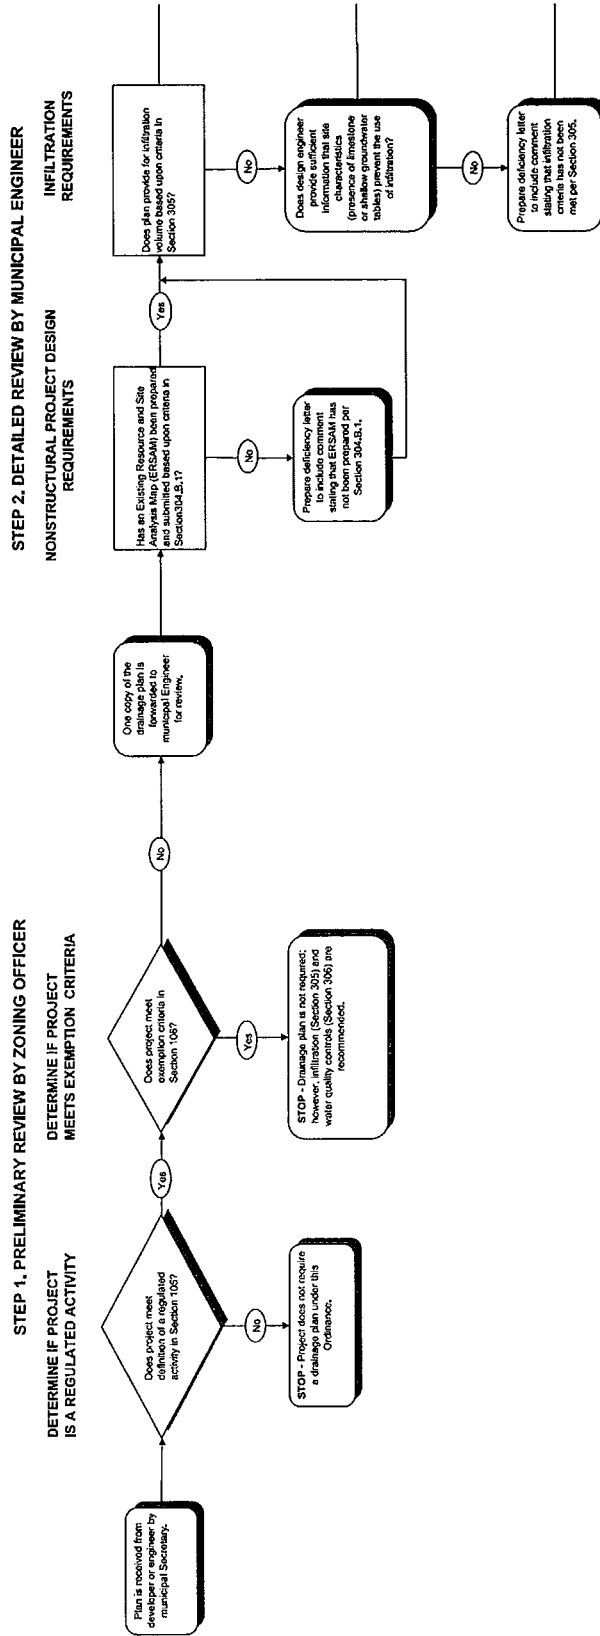 STEP 1. PRELIMINARY REVIEW BY ZONING OFFICER
DETERMINE IF PROJECT
IS A REGULATED ACTIVITY
DETERMINE IF PROJECT
MEETS EXEMPTION CRITERIA
Plan is received from
developer or engineer by
municipal Secretary.
Does project meet
definition of a regulated
activity in Section 105?
Yes
No
STOP - Project does not require
a drainage plan under this
Ordinance.
Does project meet
exemption criteria in
Section 106?
No
Yes
STOP - Drainage plan is not required;
however, infiltration (Section 305) and
water quality controls (Section 306) are
recommended.
One copy of the
drainage plan is
forwarded to
municipal Engineer
for review.
STEP 2. DETAILED REVIEW BY MUNICIPAL ENGINEER
NONSTRUCTURAL PROJECT DESIGN
REQUIREMENTS
INFILTRATION
REQUIREMENTS
Has an Existing Resource and Site
Analysis Map (ERSAM) been prepared
and submitted based upon criteria in
Section304.B.1?
Yes
No
Prepare deficiency letter
to include comment
stating that ERSAM has
not been prepared per
Section 304.B.1.
Does plan provide for infiltration
volume based upon criteria in
Section 305?
No
Does design engineer
provide sufficient
information that site
characteristics
(presence of limestone
or shallow groundwater
tables) prevent the use
of infiltration?
No
Prepare deficiency letter
to include comment
stating that infiltration
criteria has not been
met per Section 305.